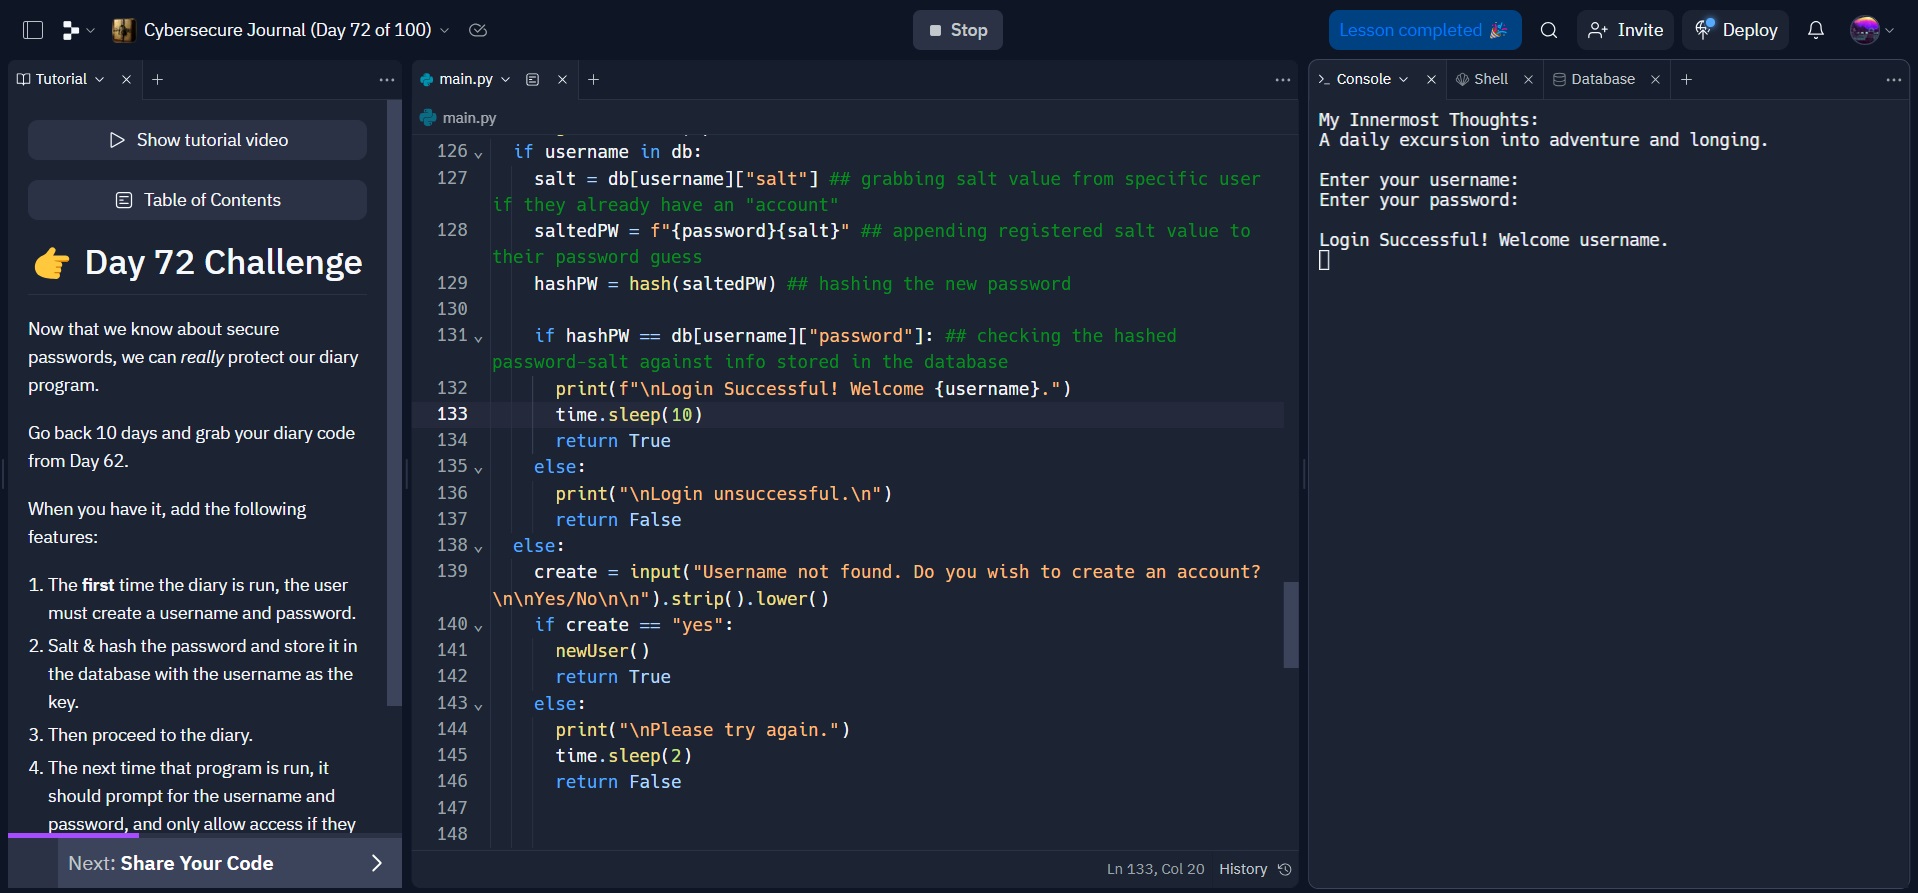 Cybersecure Journal (Day 72 of 100)
Stop
Lesson completed 🎉
Invite
Deploy
Tutorial
main.py
Console
Shell
Database
Show tutorial video
Table of Contents
👉 Day 72 Challenge
Now that we know about secure
passwords, we can really protect our diary
program.
Go back 10 days and grab your diary code
from Day 62.
When you have it, add the following
features:
1. The first time the diary is run, the user
must create a username and password.
2. Salt & hash the password and store it in
the database with the username as the
key.
3. Then proceed to the diary.
4. The next time that program is run, it
should prompt for the username and
password, and only allow access if they
Next: Share Your Code
main.py
126 if username in db:
127 salt = db[username]["salt"] ## grabbing salt value from specific user
if they already have an "account"
128 saltedPW = f"{password}{salt}" ## appending registered salt value to
their password guess
129 hashPW = hash(saltedPW) ## hashing the new password
130
131 if hashPW == db[username]["password"]: ## checking the hashed
password-salt against info stored in the database
132 print(f"\nLogin Successful! Welcome {username}.")
133 time.sleep(10)
134 return True
135 else:
136 print("\nLogin unsuccessful.\n")
137 return False
138 else:
139 create = input("Username not found. Do you wish to create an account?
\n\nYes/No\n\n").strip().lower()
140 if create == "yes":
141 newUser()
142 return True
143 else:
144 print("\nPlease try again.")
145 time.sleep(2)
146 return False
147
148
Ln 133, Col 20 History
My Innermost Thoughts:
A daily excursion into adventure and longing.
Enter your username:
Enter your password:
Login Successful! Welcome username.